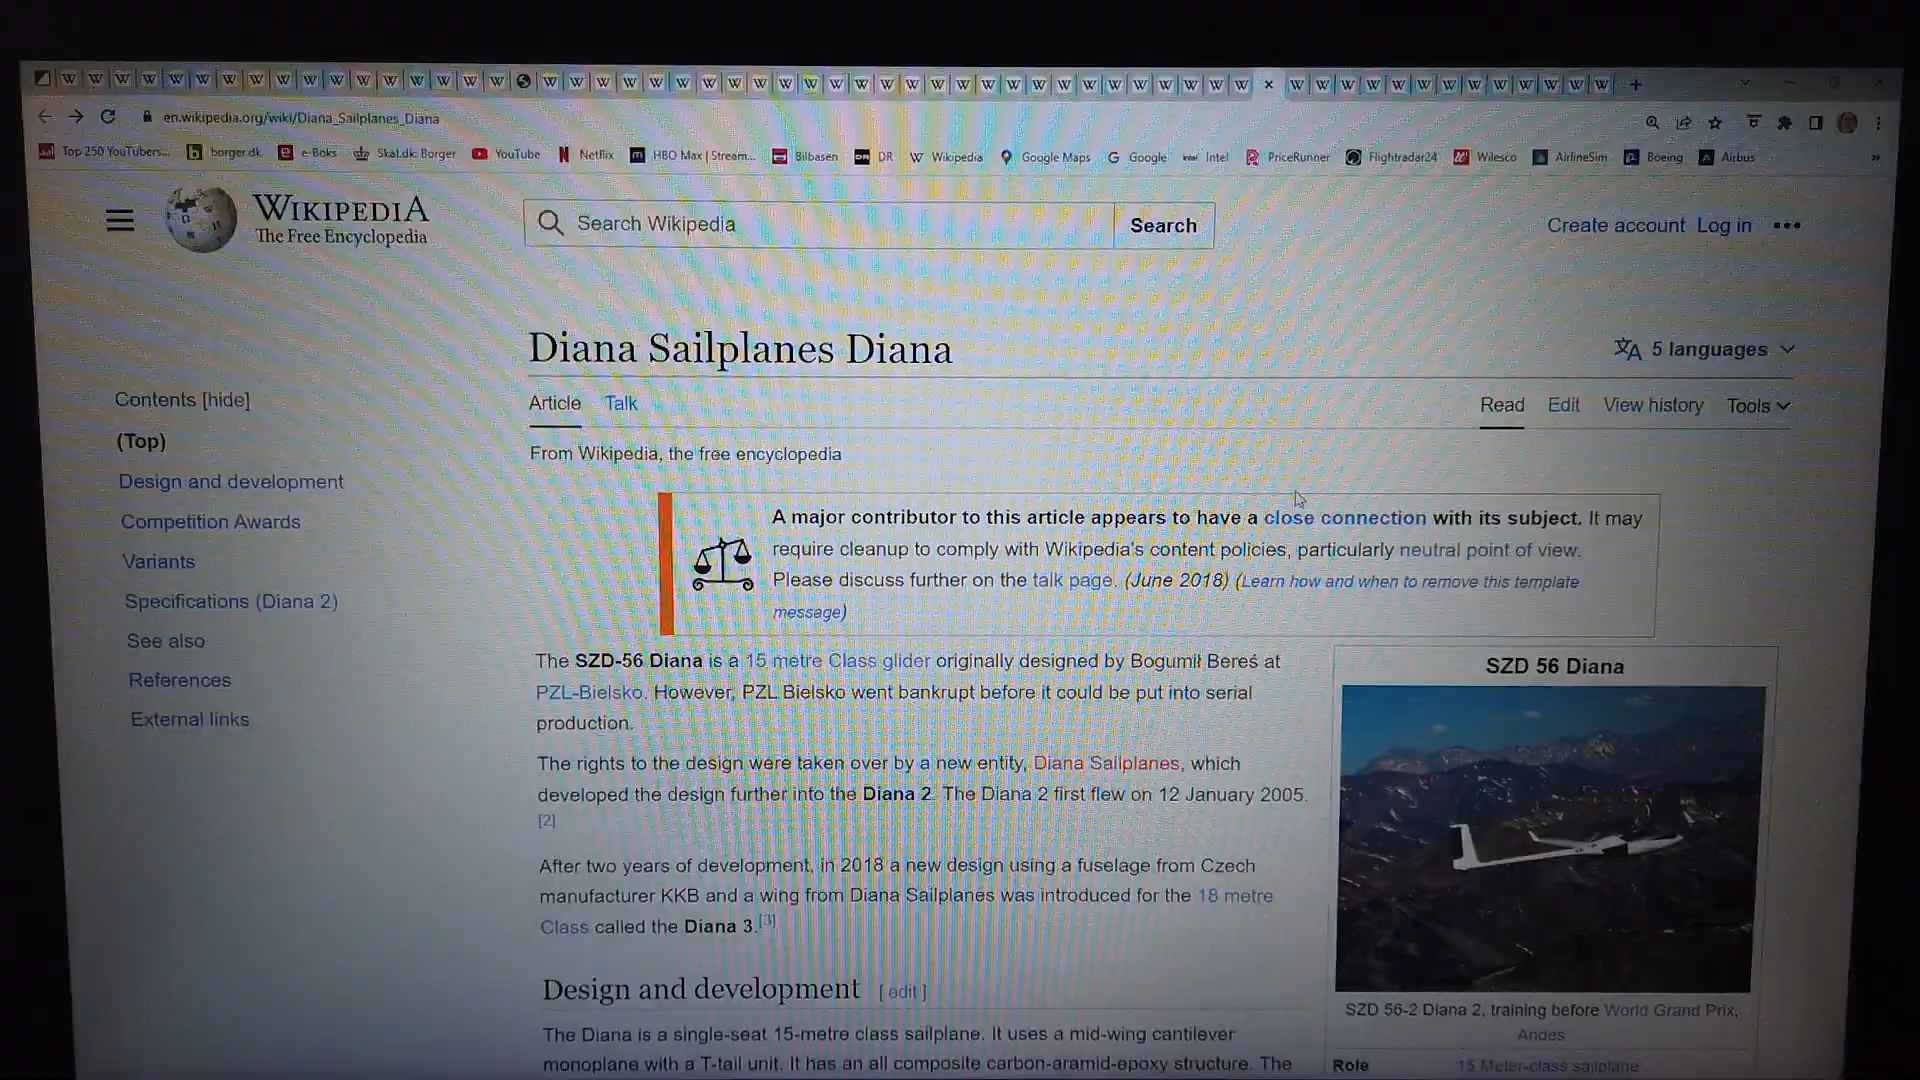 en.wikipedia.org/wiki/Diana_Sailplanes_Diana
Top 250 YouTubers... borger.dk e-Boks Skat.dk: Borger YouTube Netflix HBO Max | Stream... Bilbasen DR Wikipedia Google Maps Google Intel PriceRunner Flightradar24 Wilesco AirlineSim Boeing Airbus »
WIKIPEDIA
The Free Encyclopedia
Search Wikipedia
Search
Create account Log in
Diana Sailplanes Diana
5 languages
Contents [hide]
(Top)
Design and development
Competition Awards
Variants
Specifications (Diana 2)
See also
References
External links
Article Talk
Read Edit View history Tools
From Wikipedia, the free encyclopedia
A major contributor to this article appears to have a close connection with its subject. It may
require cleanup to comply with Wikipedia's content policies, particularly neutral point of view.
Please discuss further on the talk page. (June 2018) (Learn how and when to remove this template
message)
The SZD-56 Diana is a 15 metre Class glider originally designed by Bogumił Bereś at
PZL-Bielsko. However, PZL Bielsko went bankrupt before it could be put into serial
production.
The rights to the design were taken over by a new entity, Diana Sailplanes, which
developed the design further into the Diana 2. The Diana 2 first flew on 12 January 2005.
[2]
After two years of development, in 2018 a new design using a fuselage from Czech
manufacturer KKB and a wing from Diana Sailplanes was introduced for the 18 metre
Class called the Diana 3.[3]
Design and development [ edit ]
The Diana is a single-seat 15-metre class sailplane. It uses a mid-wing cantilever
monoplane with a T-tail unit. It has an all composite carbon-aramid-epoxy structure. The
SZD 56 Diana
SZD 56-2 Diana 2, training before World Grand Prix,
Andes
Role 15 Meter-class sailplane